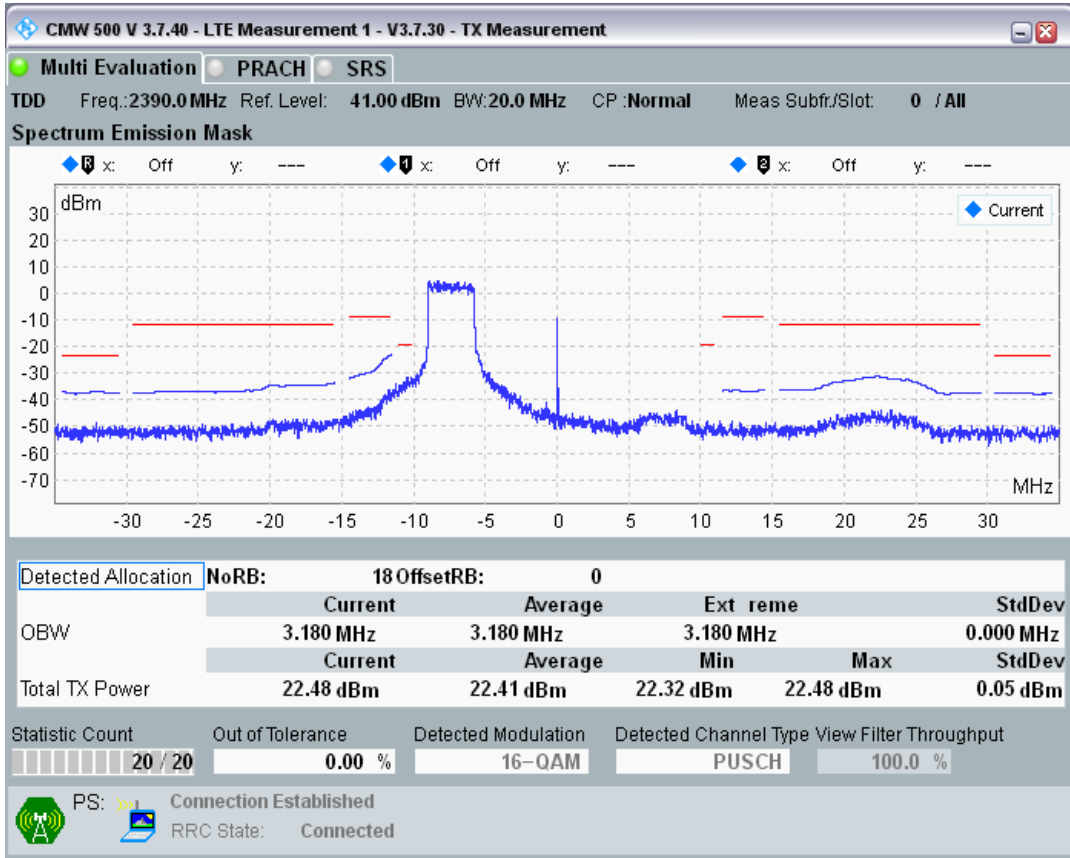 CMW 500 V 3.7.40 - LTE Measurement 1 - V3.7.30 - TX Measurement
Multi Evaluation PRACH SRS
TDD Freq.:2390.0 MHz Ref. Level: 41.00 dBm BW:20.0 MHz CP :Normal Meas Subfr./Slot: 0 / All
Spectrum Emission Mask
R x: Off y: --- 1 x: Off y: --- 2 x: Off y: ---
dBm
Current
30
20
10
0
-10
-20
-30
-40
-50
-60
-70
MHz
-30 -25 -20 -15 -10 -5 0 5 10 15 20 25 30
Detected Allocation NoRB: 18 OffsetRB: 0
Current Average Ext reme StdDev
OBW 3.180 MHz 3.180 MHz 3.180 MHz 0.000 MHz
Current Average Min Max StdDev
Total TX Power 22.48 dBm 22.41 dBm 22.32 dBm 22.48 dBm 0.05 dBm
Statistic Count Out of Tolerance Detected Modulation Detected Channel Type View Filter Throughput
20 / 20 0.00 % 16-QAM PUSCH 100.0 %
PS: Connection Established
RRC State: Connected